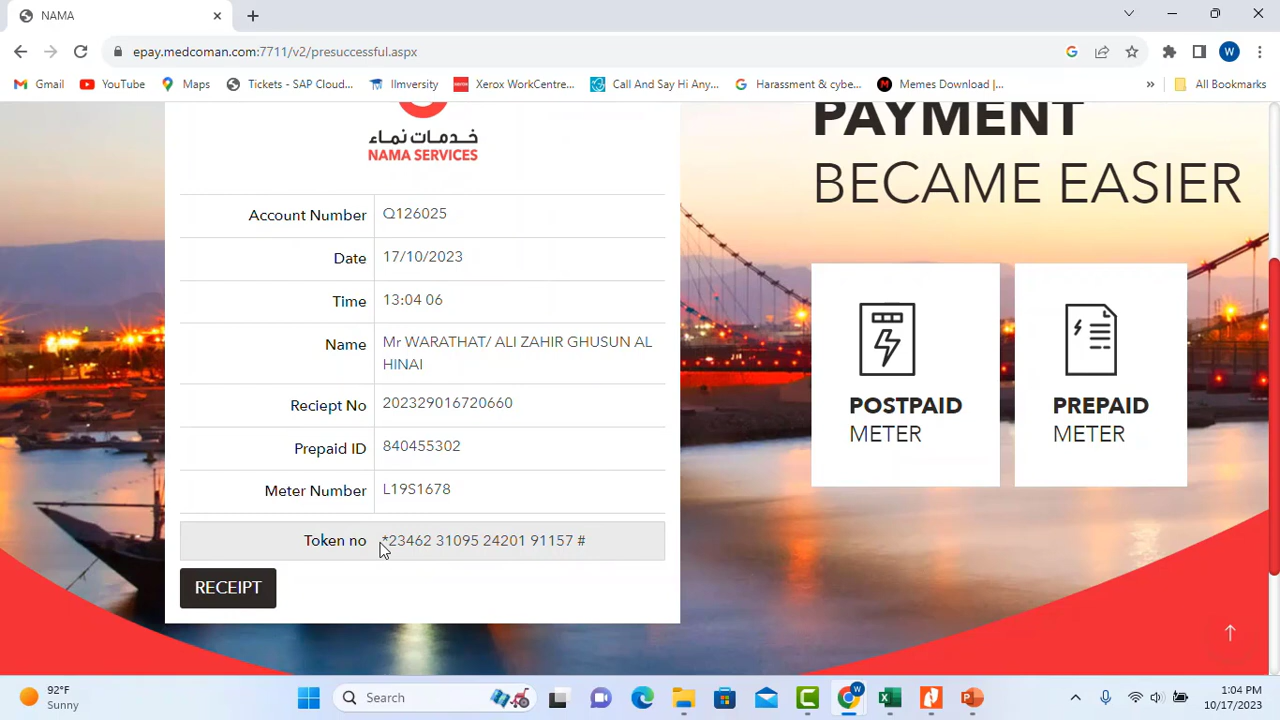 NAMA
epay.medcoman.com:7711/v2/presuccessful.aspx
W
Gmail
YouTube
Maps
Tickets - SAP Cloud...
Ilmversity
Xerox WorkCentre...
Call And Say Hi Any...
Harassment & cybe...
Memes Download |...
»
All Bookmarks
خدمات نماء
NAMA SERVICES
Account Number Q126025
Date 17/10/2023
Time 13:04 06
Name Mr WARATHAT/ ALI ZAHIR GHUSUN AL
HINAI
Reciept No 202329016720660
Prepaid ID 840455302
Meter Number L19S1678
Token no *23462 31095 24201 91157 #
RECEIPT
PAYMENT
BECAME EASIER
POSTPAID
METER
PREPAID
METER
92°F
Sunny
Search
1:04 PM
10/17/2023